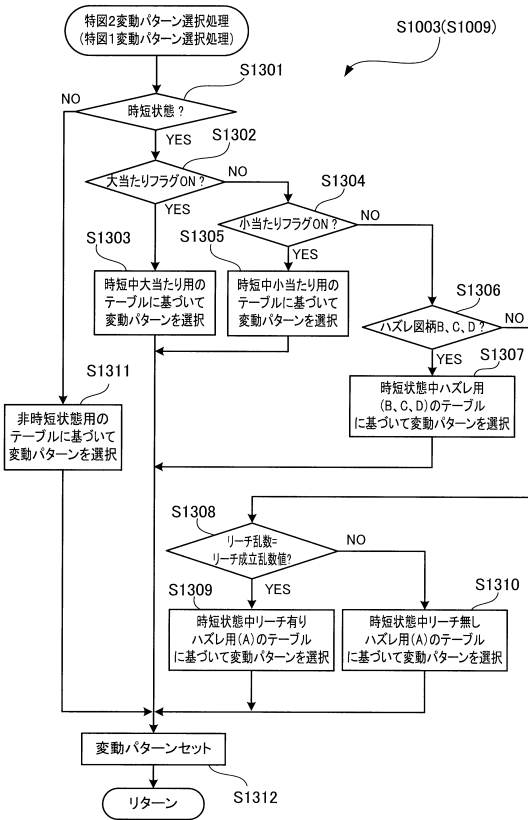 特図2変動パターン選択処理
(特図1変動パターン選択処理)
S1003(S1009)
S1301
時短状態?
NO
YES
S1302
大当たりフラグON?
NO
YES
S1304
小当たりフラグON?
NO
YES
S1303
時短中大当たり用の
テーブルに基づいて
変動パターンを選択
S1305
時短中小当たり用の
テーブルに基づいて
変動パターンを選択
S1306
ハズレ図柄B、C、D?
NO
YES
S1307
時短状態中ハズレ用
(B、C、D)のテーブル
に基づいて変動パターンを選択
S1311
非時短状態用の
テーブルに基づいて
変動パターンを選択
S1308
リーチ乱数=
リーチ成立乱数値?
NO
YES
S1309
時短状態中リーチ有り
ハズレ用(A)のテーブル
に基づいて変動パターンを選択
S1310
時短状態中リーチ無し
ハズレ用(A)のテーブル
に基づいて変動パターンを選択
変動パターンセット
S1312
リターン